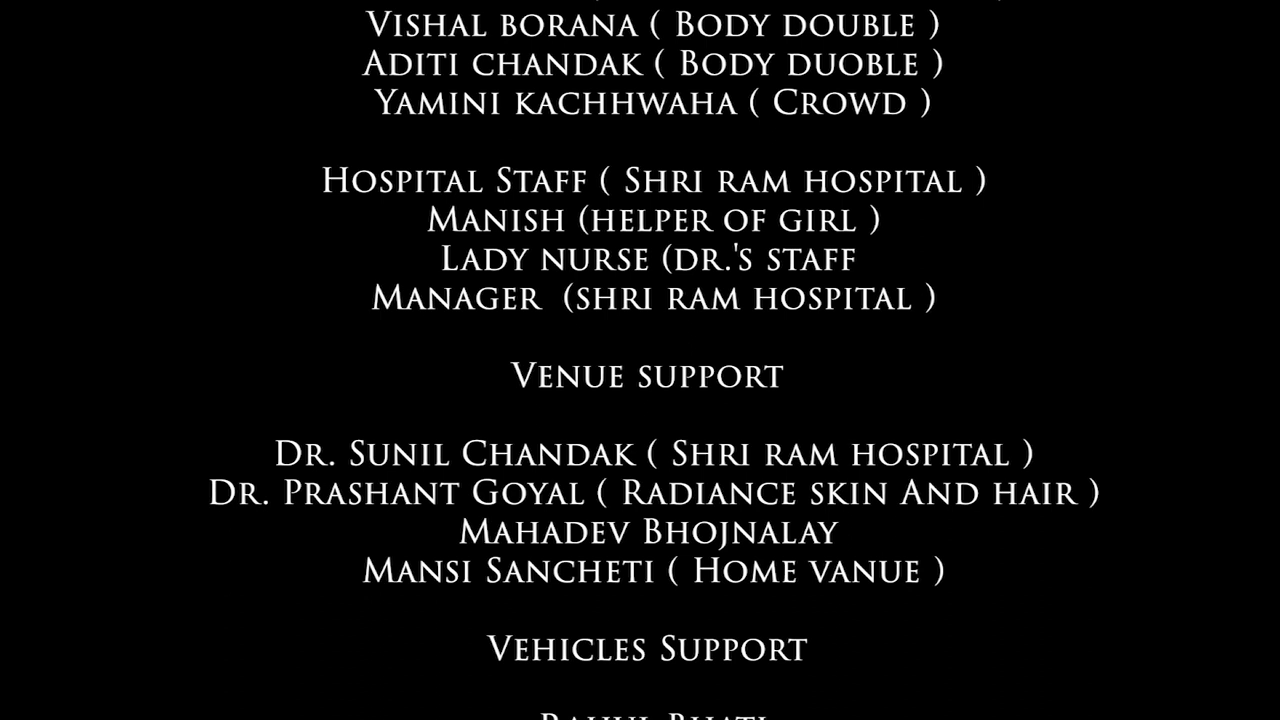 Vishal borana ( Body double )
Aditi chandak ( Body duoble )
Yamini kachhwaha ( Crowd )
Hospital Staff ( Shri ram hospital )
Manish (helper of girl )
Lady nurse (dr.'s staff
Manager  (shri ram hospital )
Venue support
Dr. Sunil Chandak ( Shri ram hospital )
Dr. Prashant Goyal ( Radiance skin And hair )
Mahadev Bhojnalay
Mansi Sancheti ( Home vanue )
Vehicles Support
Rahul Bhati